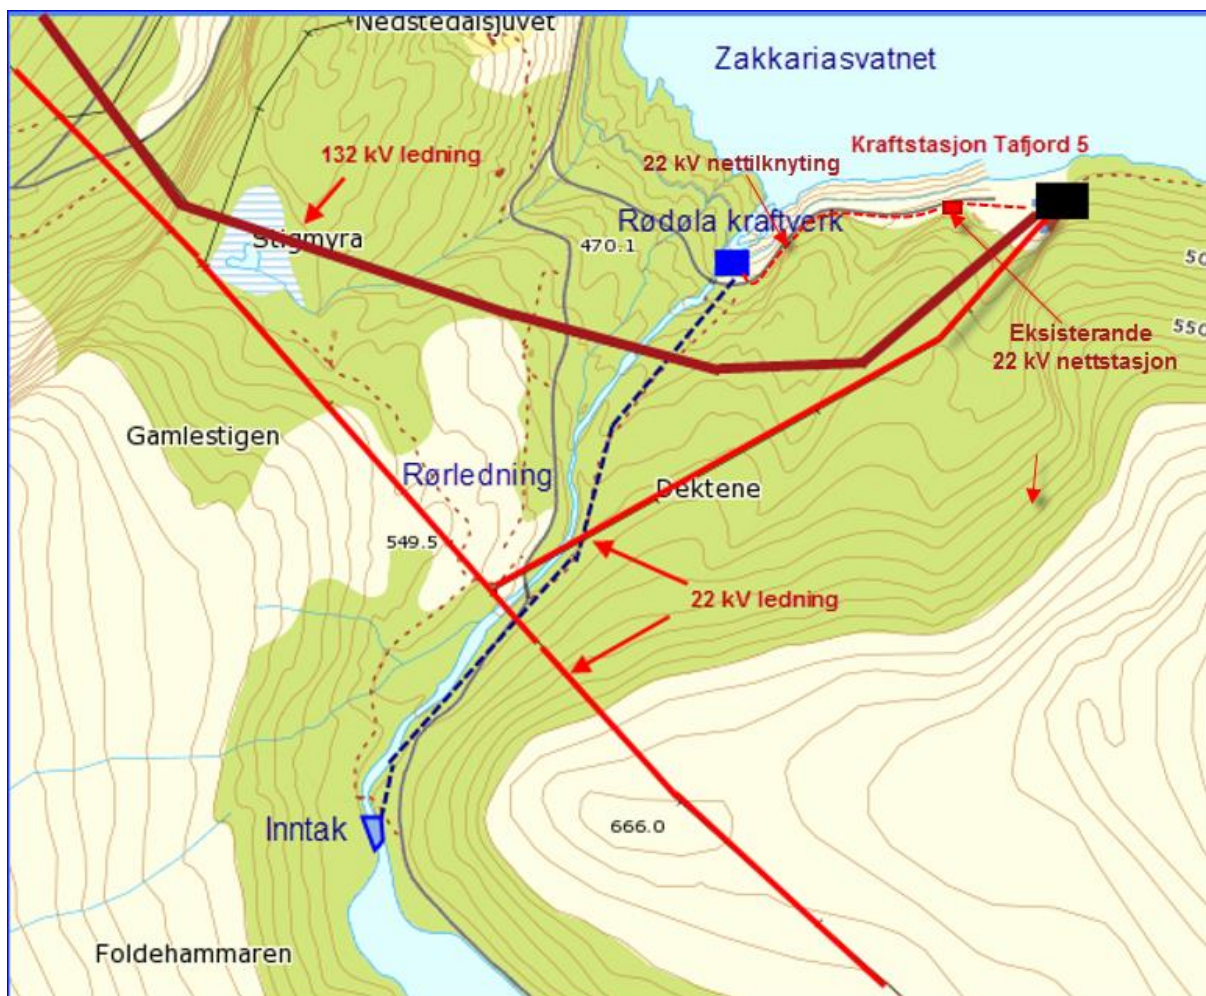 Nedstedalsjuvet
Zakkariasvatnet
132 kV ledning
Kraftstasjon Tafjord 5
22 kV nettilknyting
Rødøla kraftverk
Stigmyra
470.1
50
550
Eksisterande
22 kV nettstasjon
Gamlestigen
Rørledning
Dektene
549.5
22 kV ledning
Inntak
666.0
Foldehammaren